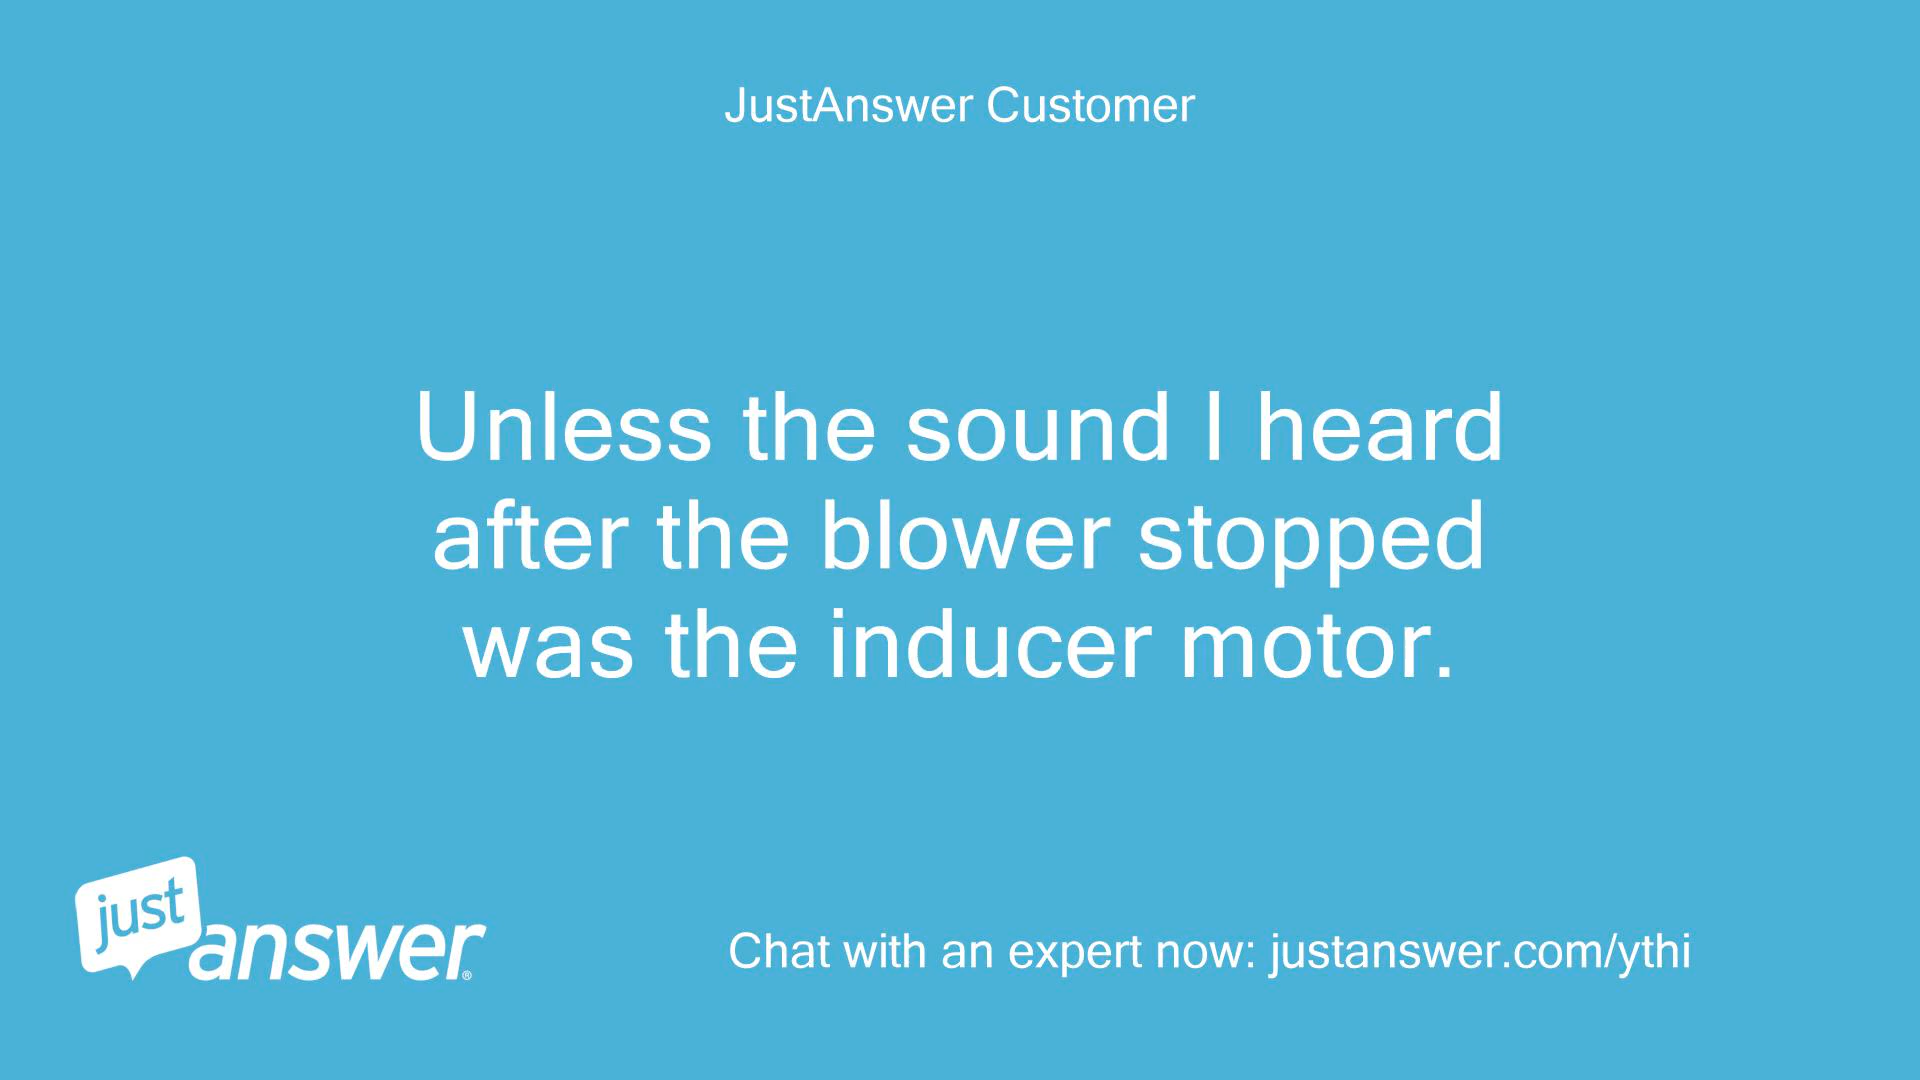 JustAnswer Customer
Unless the sound I heard
after the blower stopped
was the inducer motor.
just
answer®
Chat with an expert now: justanswer.com/ythi